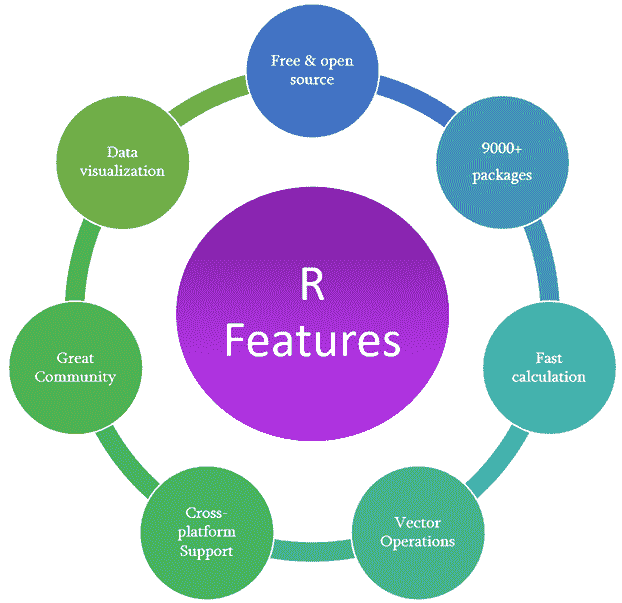 Free & open
source
9000+
packages
Fast
calculation
Vector
Operations
Cross-
platform
Support
Great
Community
Data
visualization
R
Features